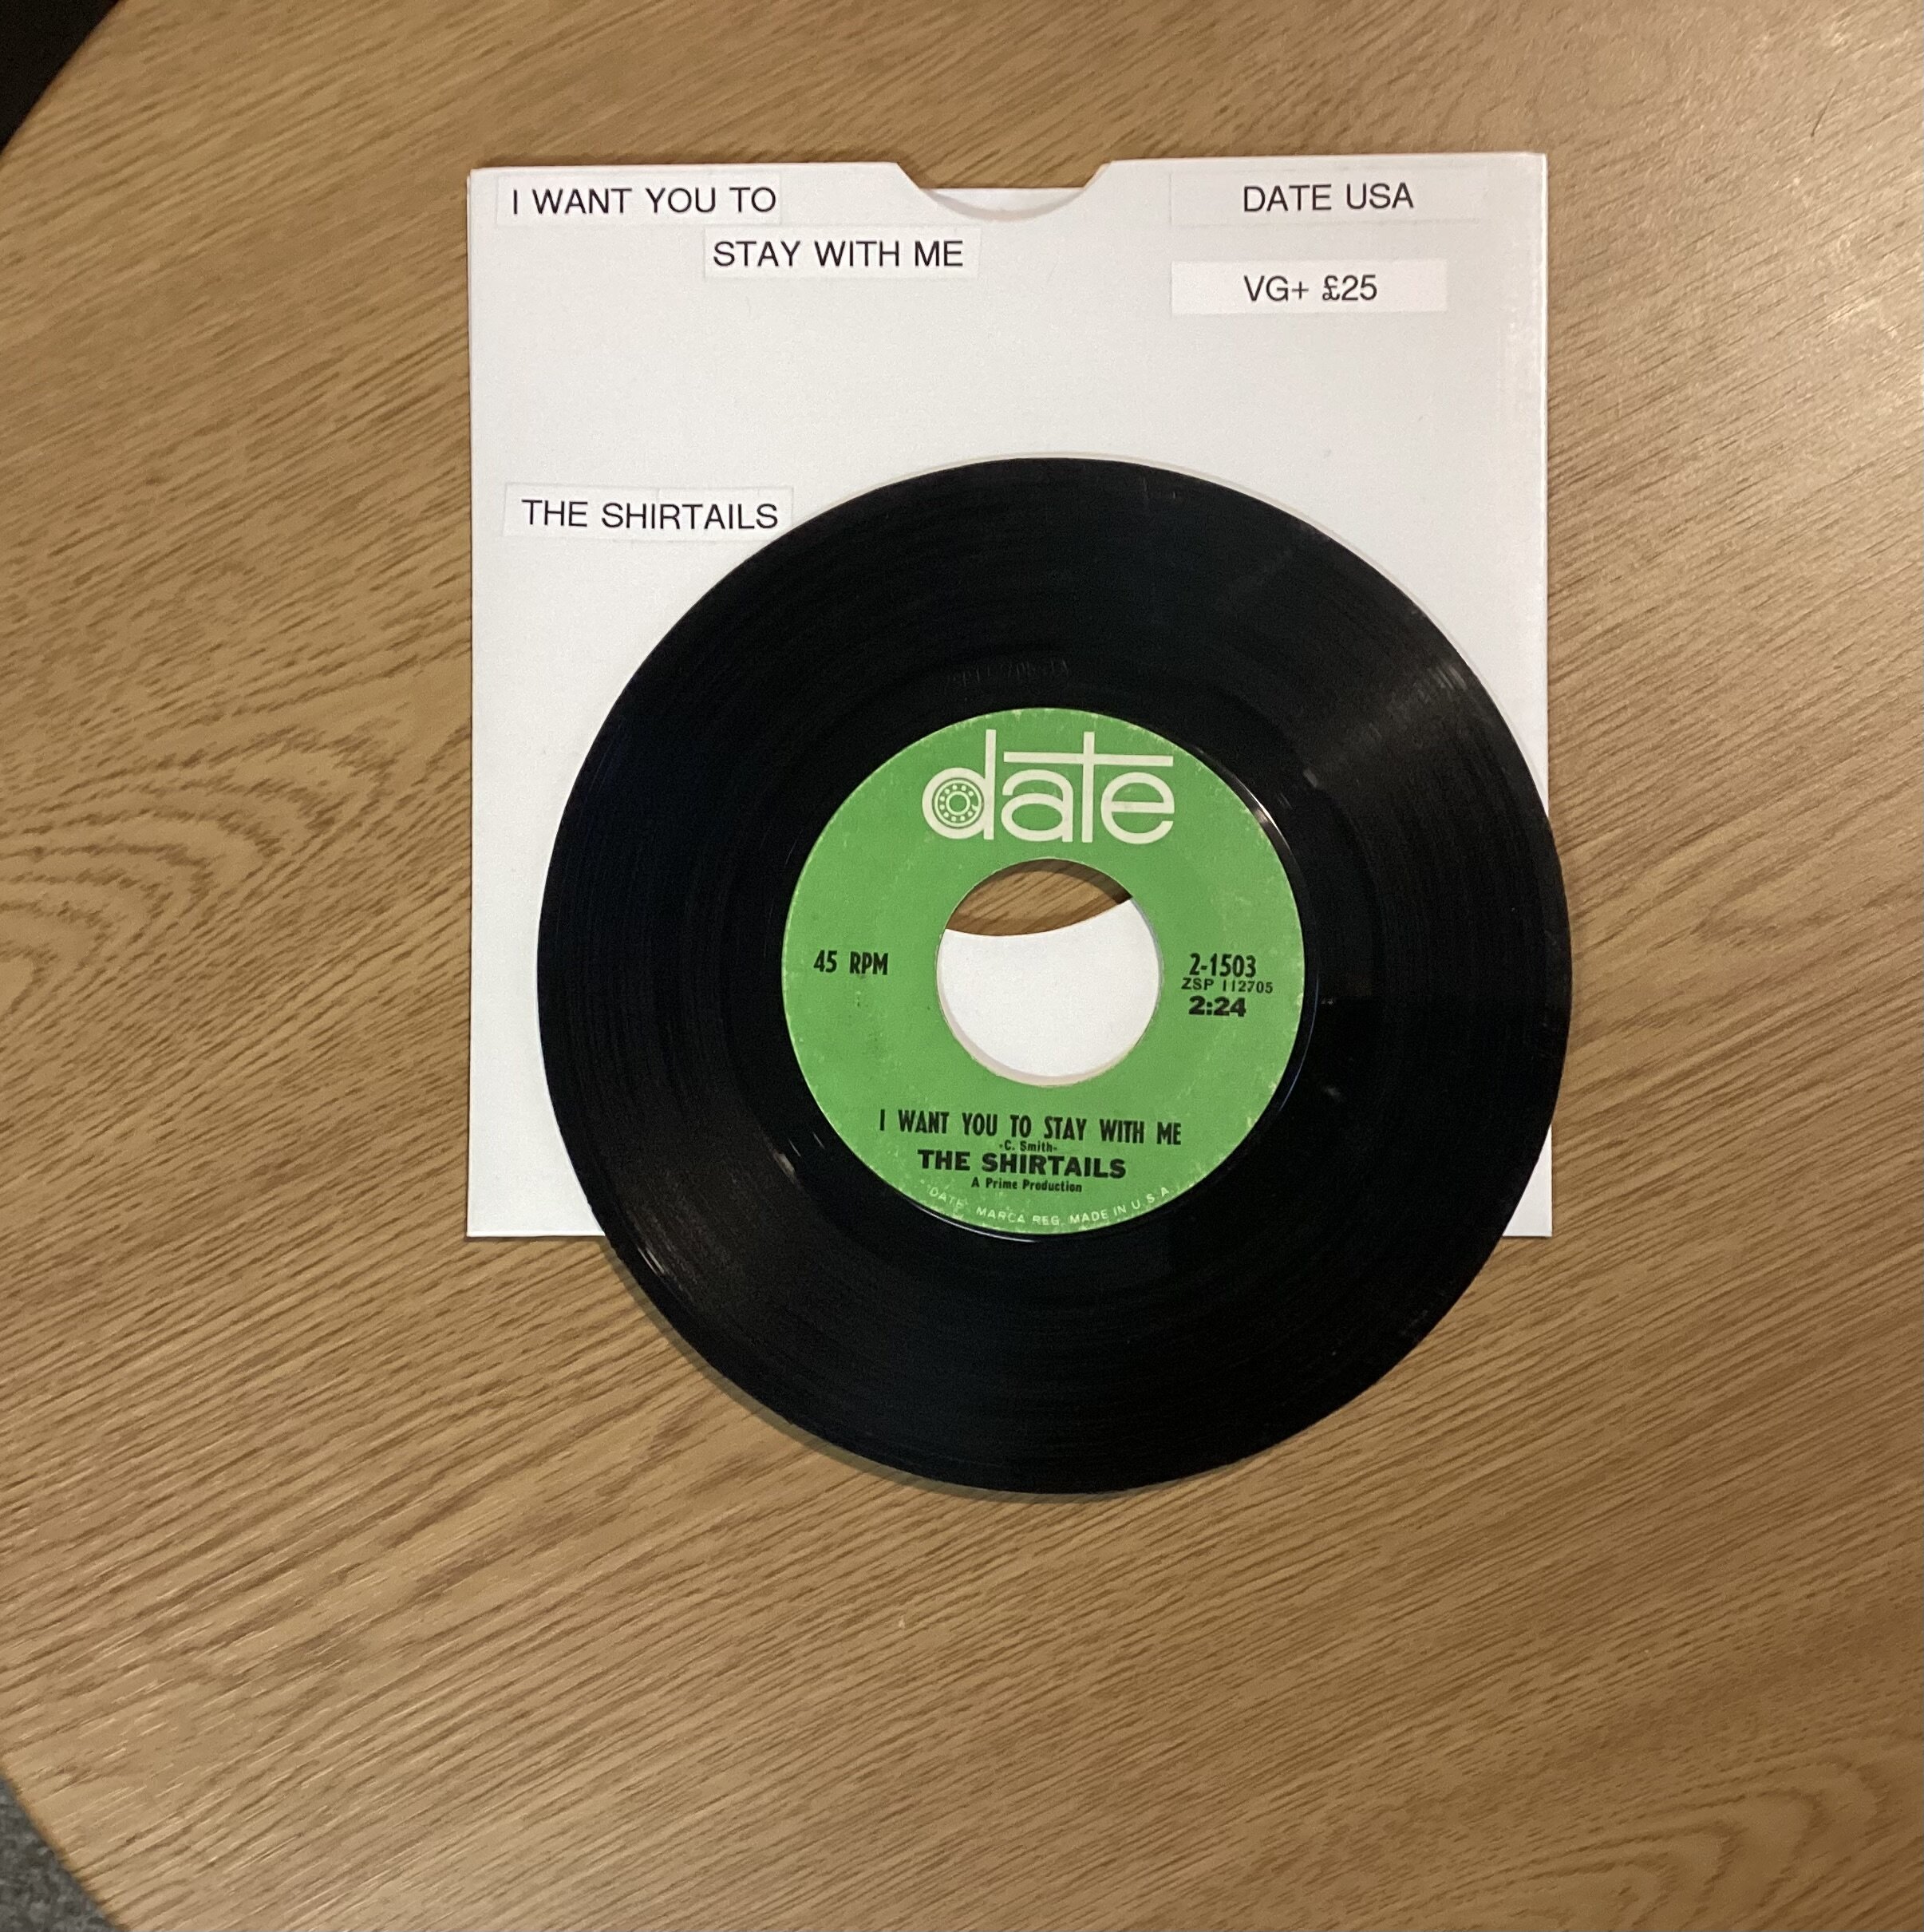 I WANT YOU TO
STAY WITH ME
DATE USA
VG+ £25
THE SHIRTAILS
date
45 RPM
2-1503
ZSP 112705
2:24
I WANT YOU TO STAY WITH ME
-C. Smith-
THE SHIRTAILS
A Prime Production
"DATE" MARCA REG. MADE IN U.S.A.